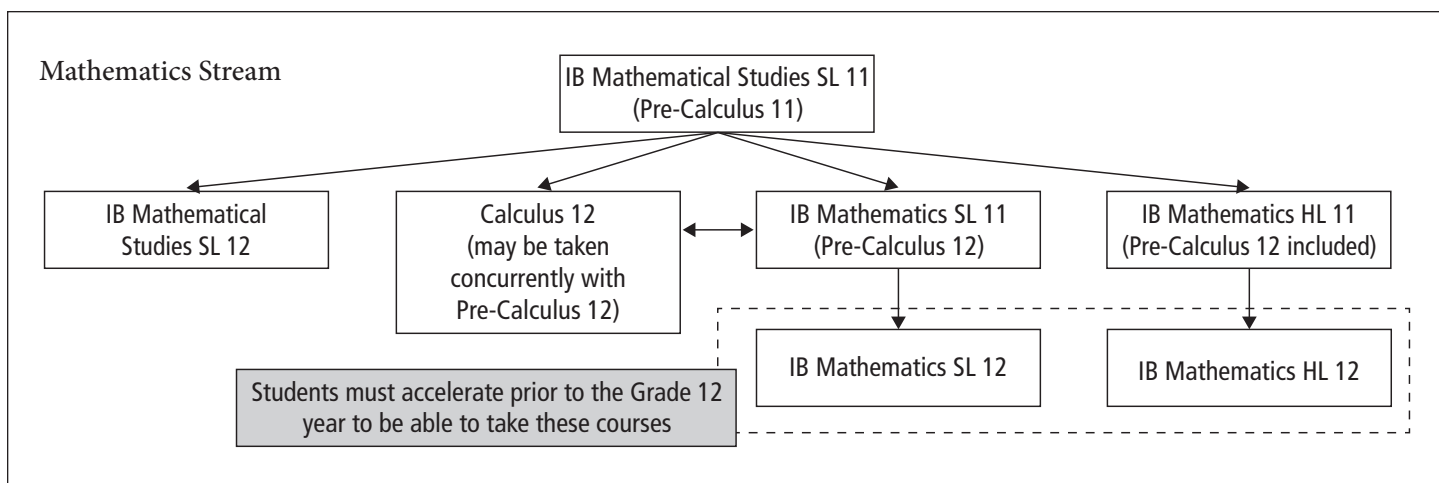 Mathematics Stream
IB Mathematical Studies SL 11
(Pre-Calculus 11)
IB Mathematical
Studies SL 12
Calculus 12
(may be taken
concurrently with
Pre-Calculus 12)
IB Mathematics SL 11
(Pre-Calculus 12)
IB Mathematics HL 11
(Pre-Calculus 12 included)
IB Mathematics SL 12
IB Mathematics HL 12
Students must accelerate prior to the Grade 12
year to be able to take these courses